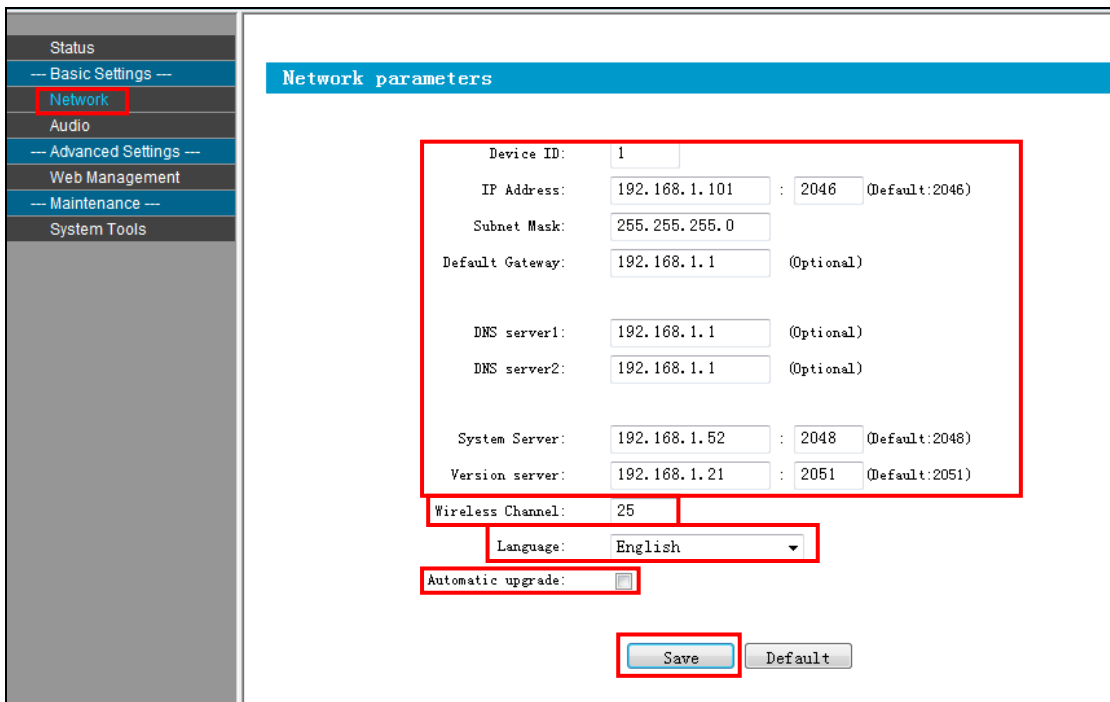 Status
--- Basic Settings ---
Network
Audio
--- Advanced Settings ---
Web Management
--- Maintenance ---
System Tools
Network parameters
Device ID: 1
IP Address: 192.168.1.101 : 2046 (Default:2046)
Subnet Mask: 255.255.255.0
Default Gateway: 192.168.1.1 (Optional)
DNS server1: 192.168.1.1 (Optional)
DNS server2: 192.168.1.1 (Optional)
System Server: 192.168.1.52 : 2048 (Default:2048)
Version server: 192.168.1.21 : 2051 (Default:2051)
Wireless Channel: 25
Language: English
Automatic upgrade:
Save Default